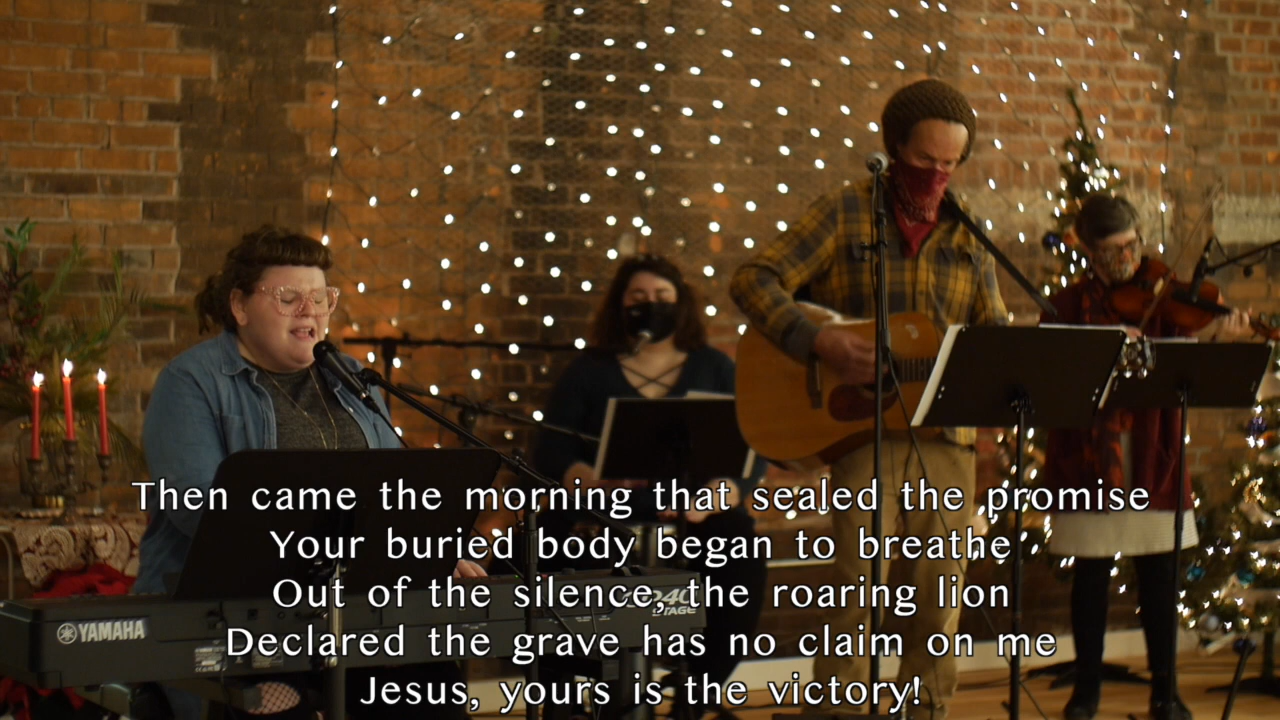 Then came the morning that sealed the promise
Your buried body began to breathe
Out of the silence, the roaring lion
Declared the grave has no claim on me
Jesus, yours is the victory!
YAMAHA
STAGE